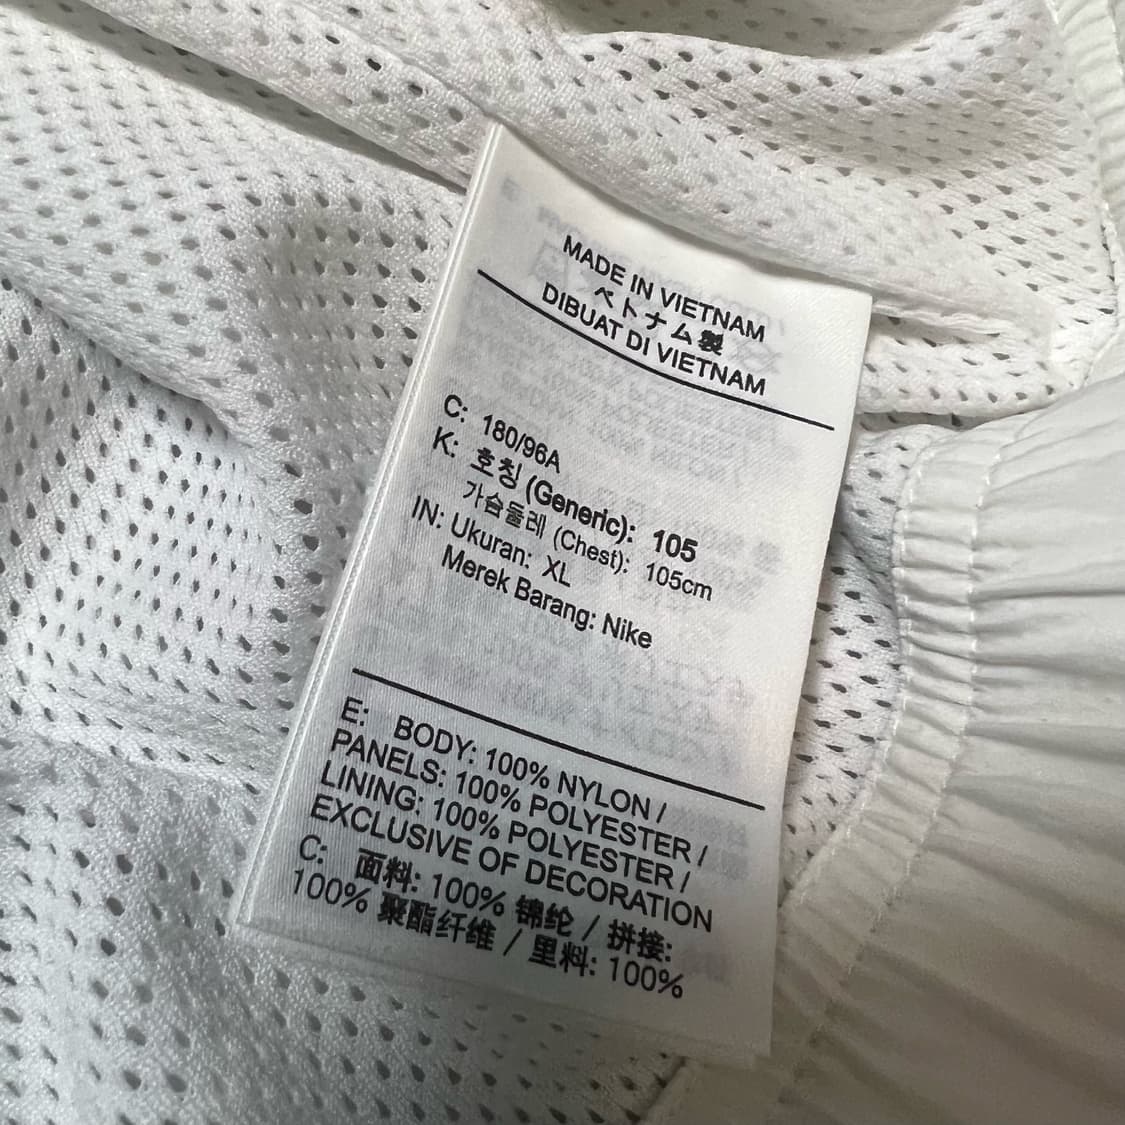 MADE IN VIETNAM
ベトナム製
DIBUAT DI VIETNAM
C: 180/96A
K: 호칭 (Generic): 105
가슴둘레 (Chest): 105cm
IN: Ukuran: XL
Merek Barang: Nike
E: BODY: 100% NYLON /
PANELS: 100% POLYESTER /
LINING: 100% POLYESTER /
EXCLUSIVE OF DECORATION
C: 面料: 100% 锦纶 / 拼接:
100% 聚酯纤维 / 里料: 100%